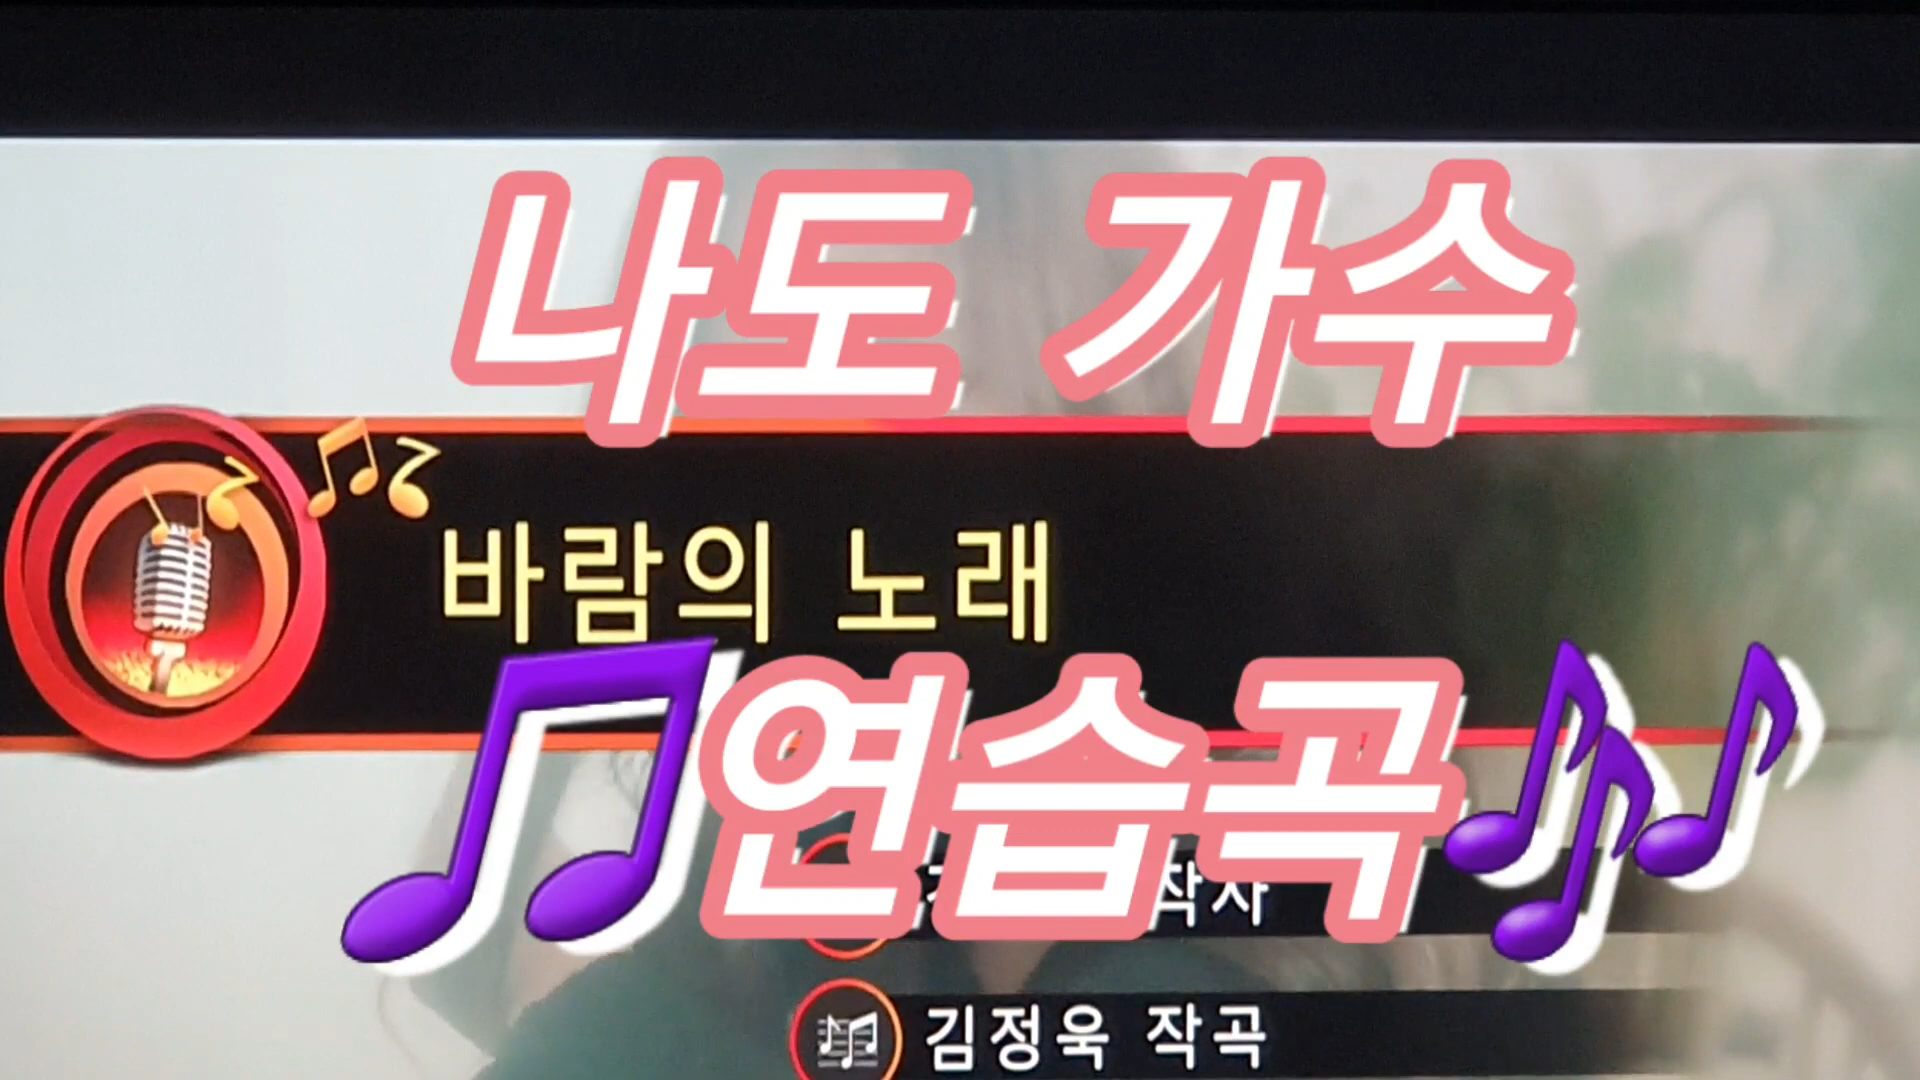 나도 가수
바람의 노래
연습곡
작사
김정욱 작곡